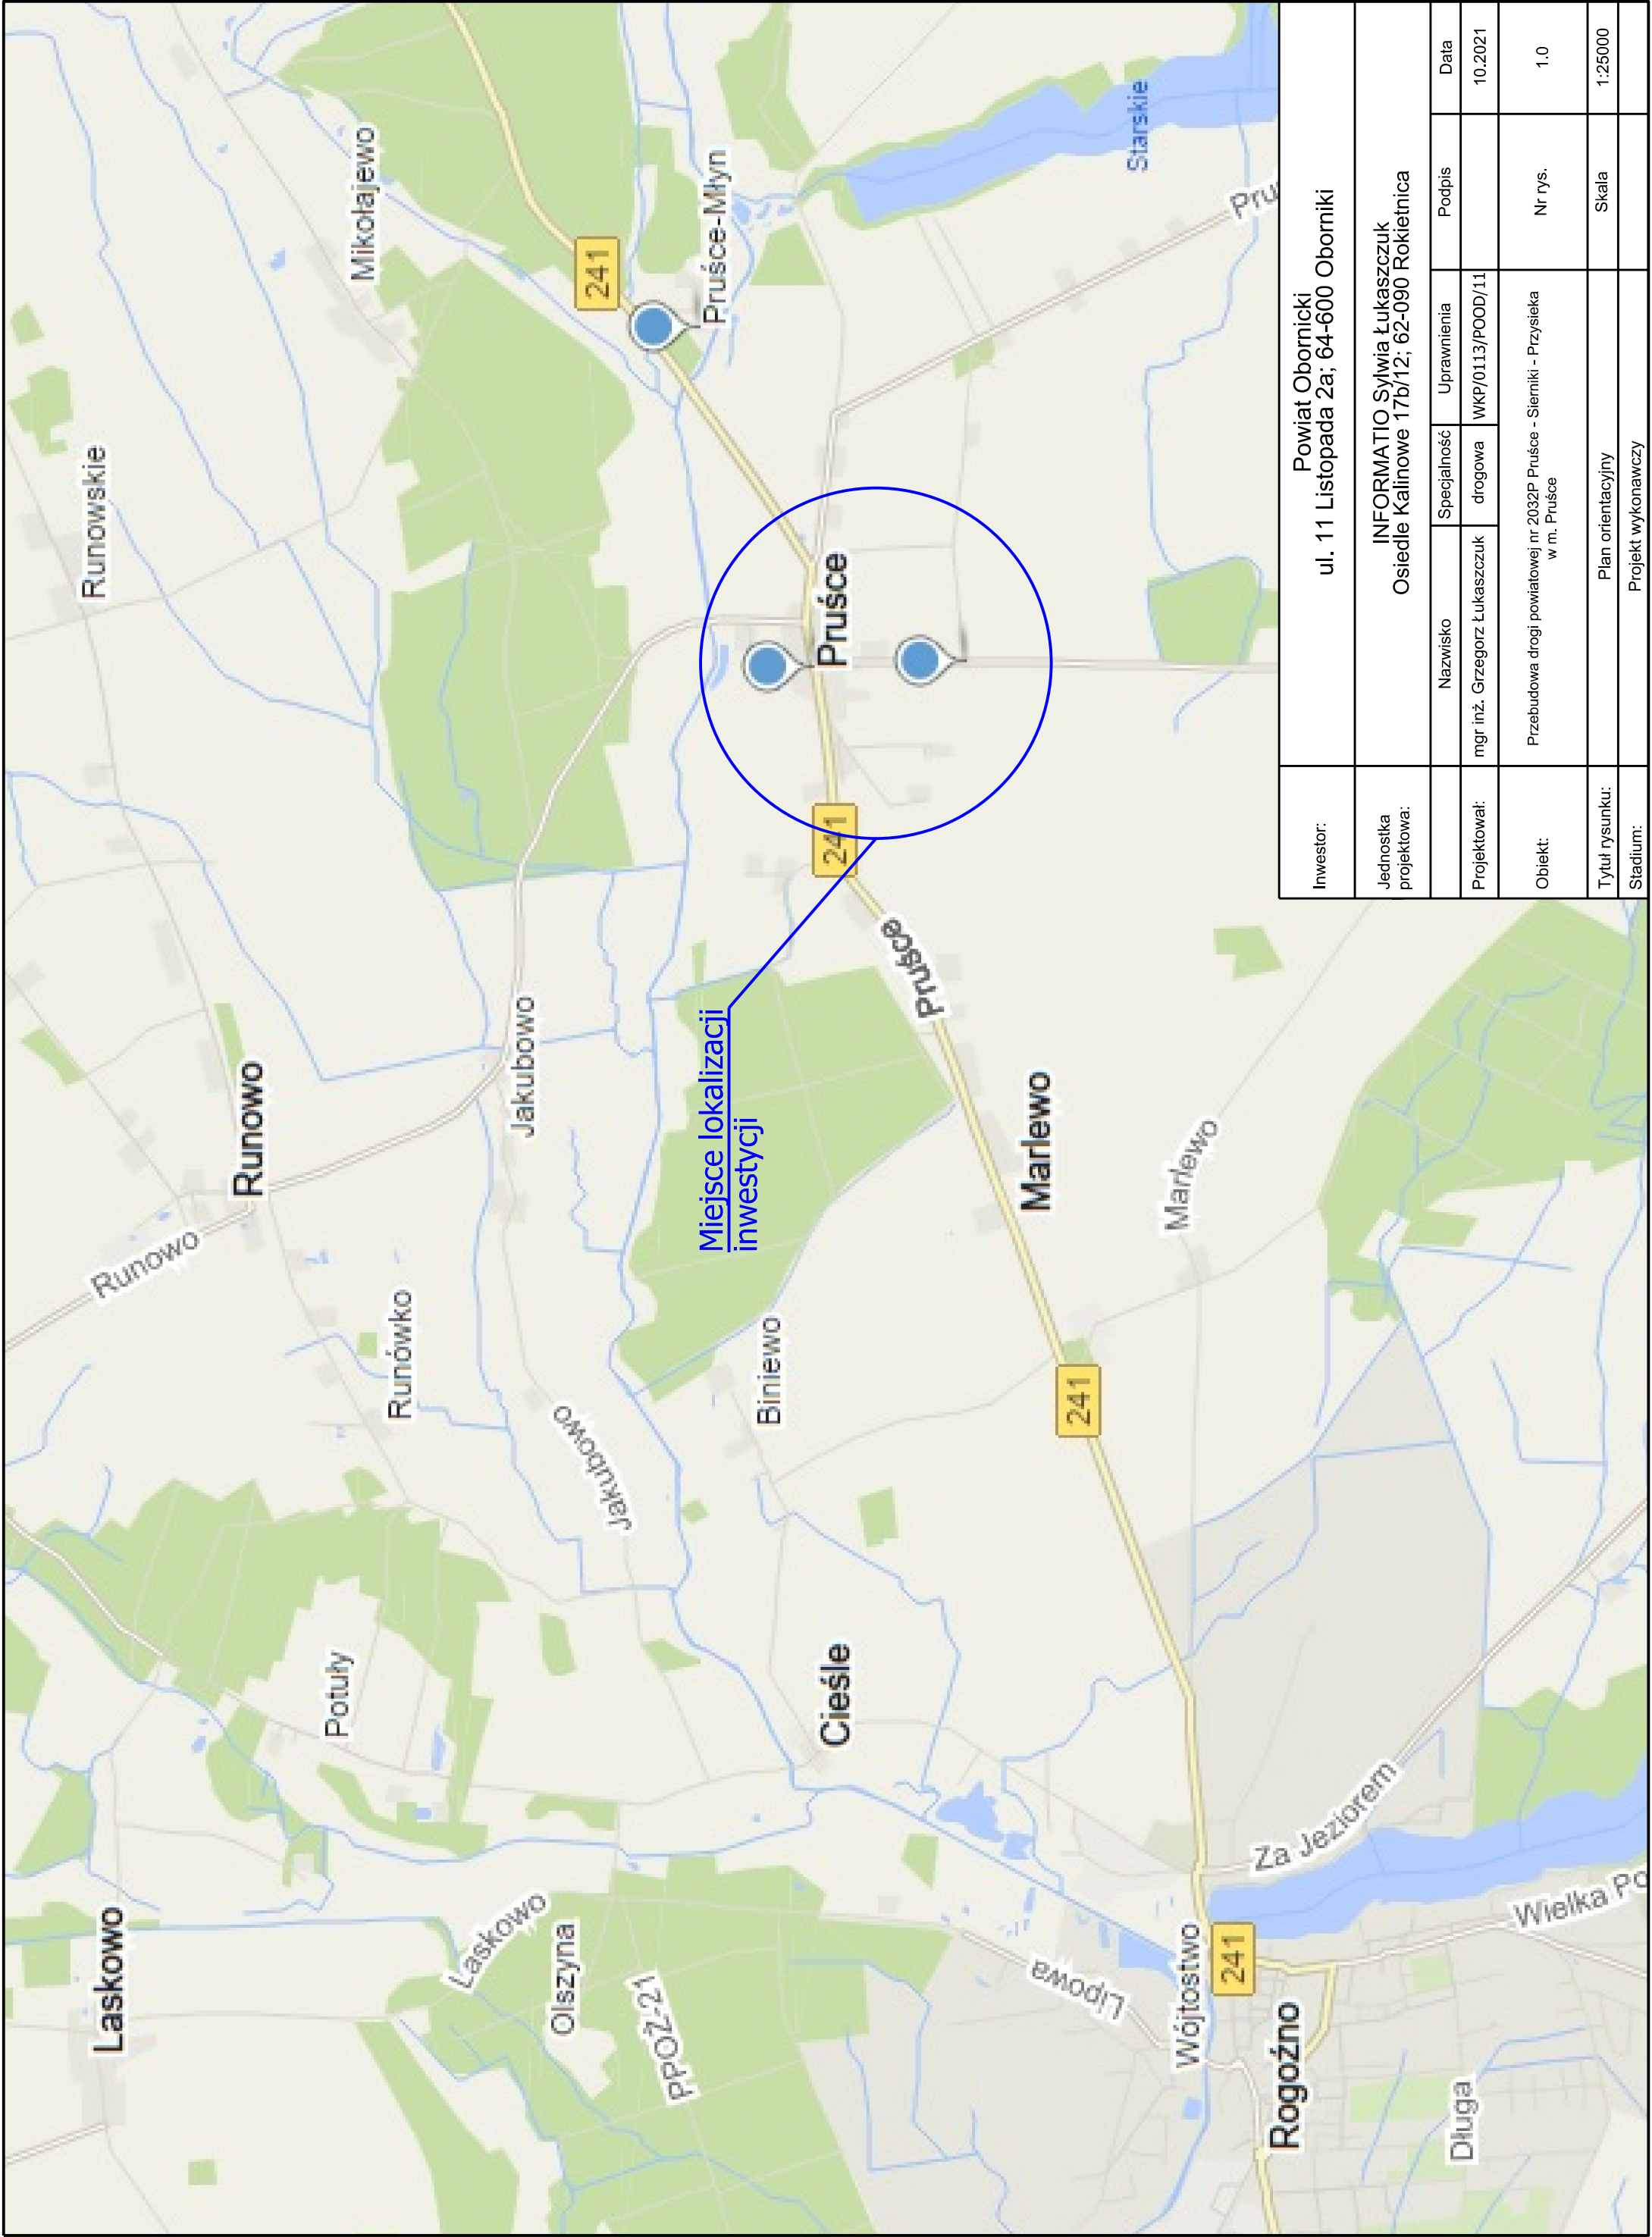 Laskowo
Runowo
Runowskie
Runowo
Potuły
Runówko
Mikołajewo
Laskowo
Olszyna
PPOŻ-21
Jakubowo
Jakubowo
241
Pruśce-Młyn
Miejsce lokalizacji
inwestycji
Biniewo
Cieśle
241
Pruśce
Pruśce
Marlewo
241
Marlewo
Starskie
Pru
Lipowa
Wójtostwo
241
Rogoźno
Za Jeziorem
Długa
Wielka Po
Inwestor:
Powiat Obornicki
ul. 11 Listopada 2a; 64-600 Oborniki
Jednostka
projektowa:
INFORMATIO Sylwia Łukaszczuk
Osiedle Kalinowe 17b/12; 62-090 Rokietnica
Nazwisko Specjalność Uprawnienia Podpis Data
Projektował: mgr inż. Grzegorz Łukaszczuk drogowa WKP/0113/POOD/11 10.2021
Obiekt:
Przebudowa drogi powiatowej nr 2032P Pruśce - Sierniki - Przysieka
w m. Pruśce
Nr rys. 1.0
Tytuł rysunku: Plan orientacyjny Skala 1:25000
Stadium: Projekt wykonawczy